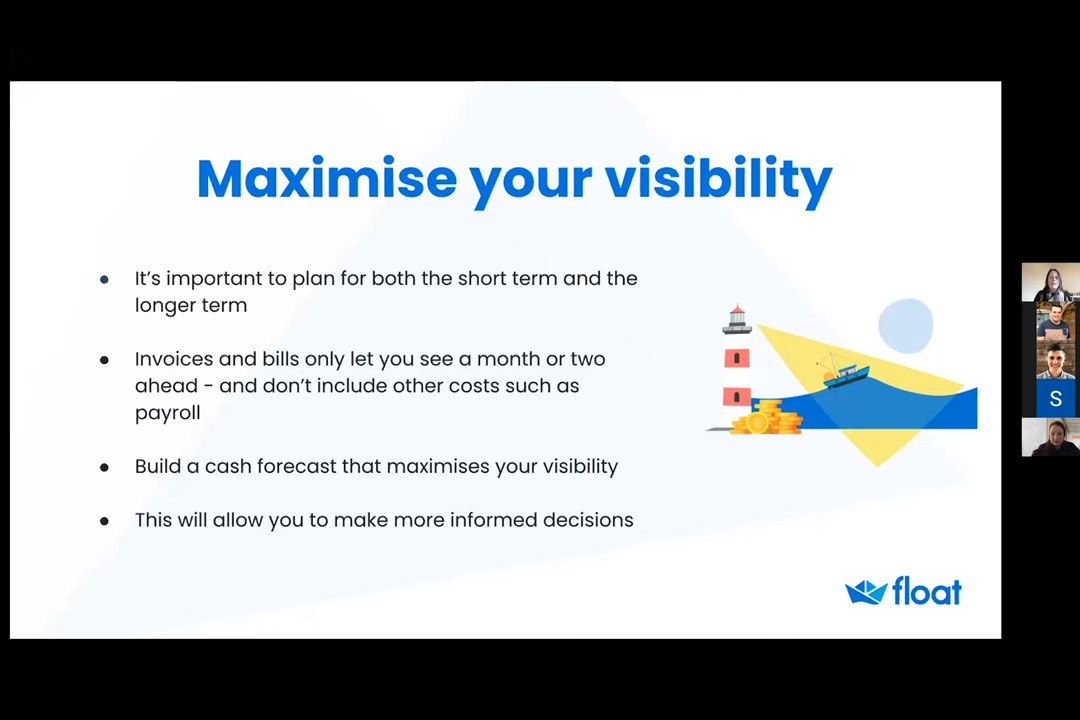 Maximise your visibility
● It's important to plan for both the short term and the
longer term
● Invoices and bills only let you see a month or two
ahead - and don't include other costs such as
payroll
● Build a cash forecast that maximises your visibility
● This will allow you to make more informed decisions
float
S